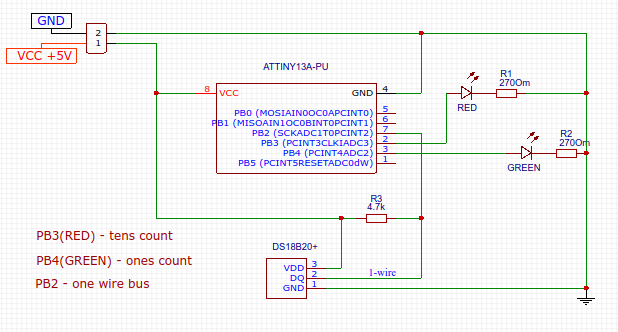 GND
2
VCC +5V
1
ATTINY13A-PU
8
VCC
GND
4
PB0 (MOSIAIN0OC0APCINT0)
5
PB1 (MISOAIN1OC0BINT0PCINT1)
6
PB2 (SCKADC1T0PCINT2)
7
PB3 (PCINT3CLKIADC3)
2
PB4 (PCINT4ADC2)
3
PB5 (PCINT5RESETADC0dW)
1
RED
R1
270Om
GREEN
R2
270Om
R3
4.7k
PB3(RED) - tens count
PB4(GREEN) - ones count
PB2 - one wire bus
DS18B20+
VDD
3
DQ
2
GND
1
1-wire